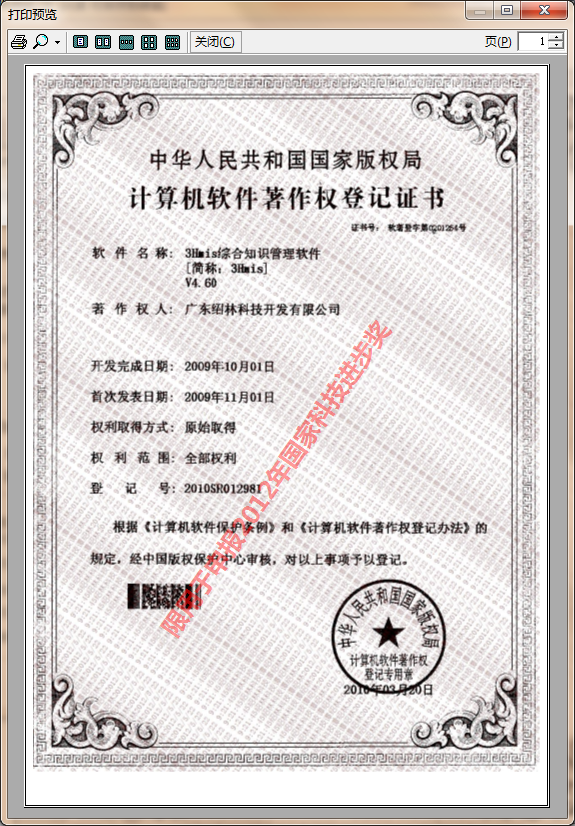 打印预览
关闭(C)
页(P)
1
中华人民共和国国家版权局
计算机软件著作权登记证书
证书号： 软著登字第0201254号
软件名称： 3Hmis综合知识管理软件
[简称：3Hmis]
V4.60
著作权人： 广东绍林科技开发有限公司
开发完成日期： 2009年10月01日
首次发表日期： 2009年11月01日
权利取得方式： 原始取得
权利范围： 全部权利
登记号： 2010SR012981
根据《计算机软件保护条例》和《计算机软件著作权登记办法》的
规定，经中国版权保护中心审核，对以上事项予以登记。
限用于申报2012年国家科技进步奖
中华人民共和国国家版权局
计算机软件著作权
登记专用章
2010年03月20日